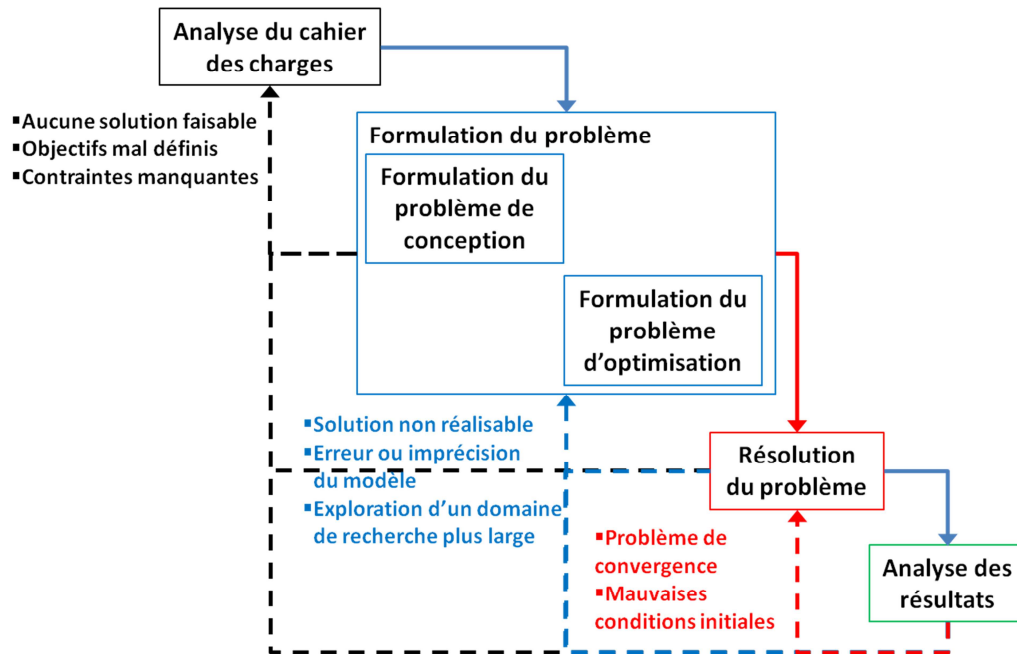 Analyse du cahier
des charges
▪Aucune solution faisable
▪Objectifs mal définis
▪Contraintes manquantes
Formulation du problème
Formulation du
problème de
conception
Formulation du
problème
d'optimisation
▪Solution non réalisable
▪Erreur ou imprécision
du modèle
▪Exploration d'un domaine
de recherche plus large
Résolution
du problème
▪Problème de
convergence
▪Mauvaises
conditions initiales
Analyse des
résultats